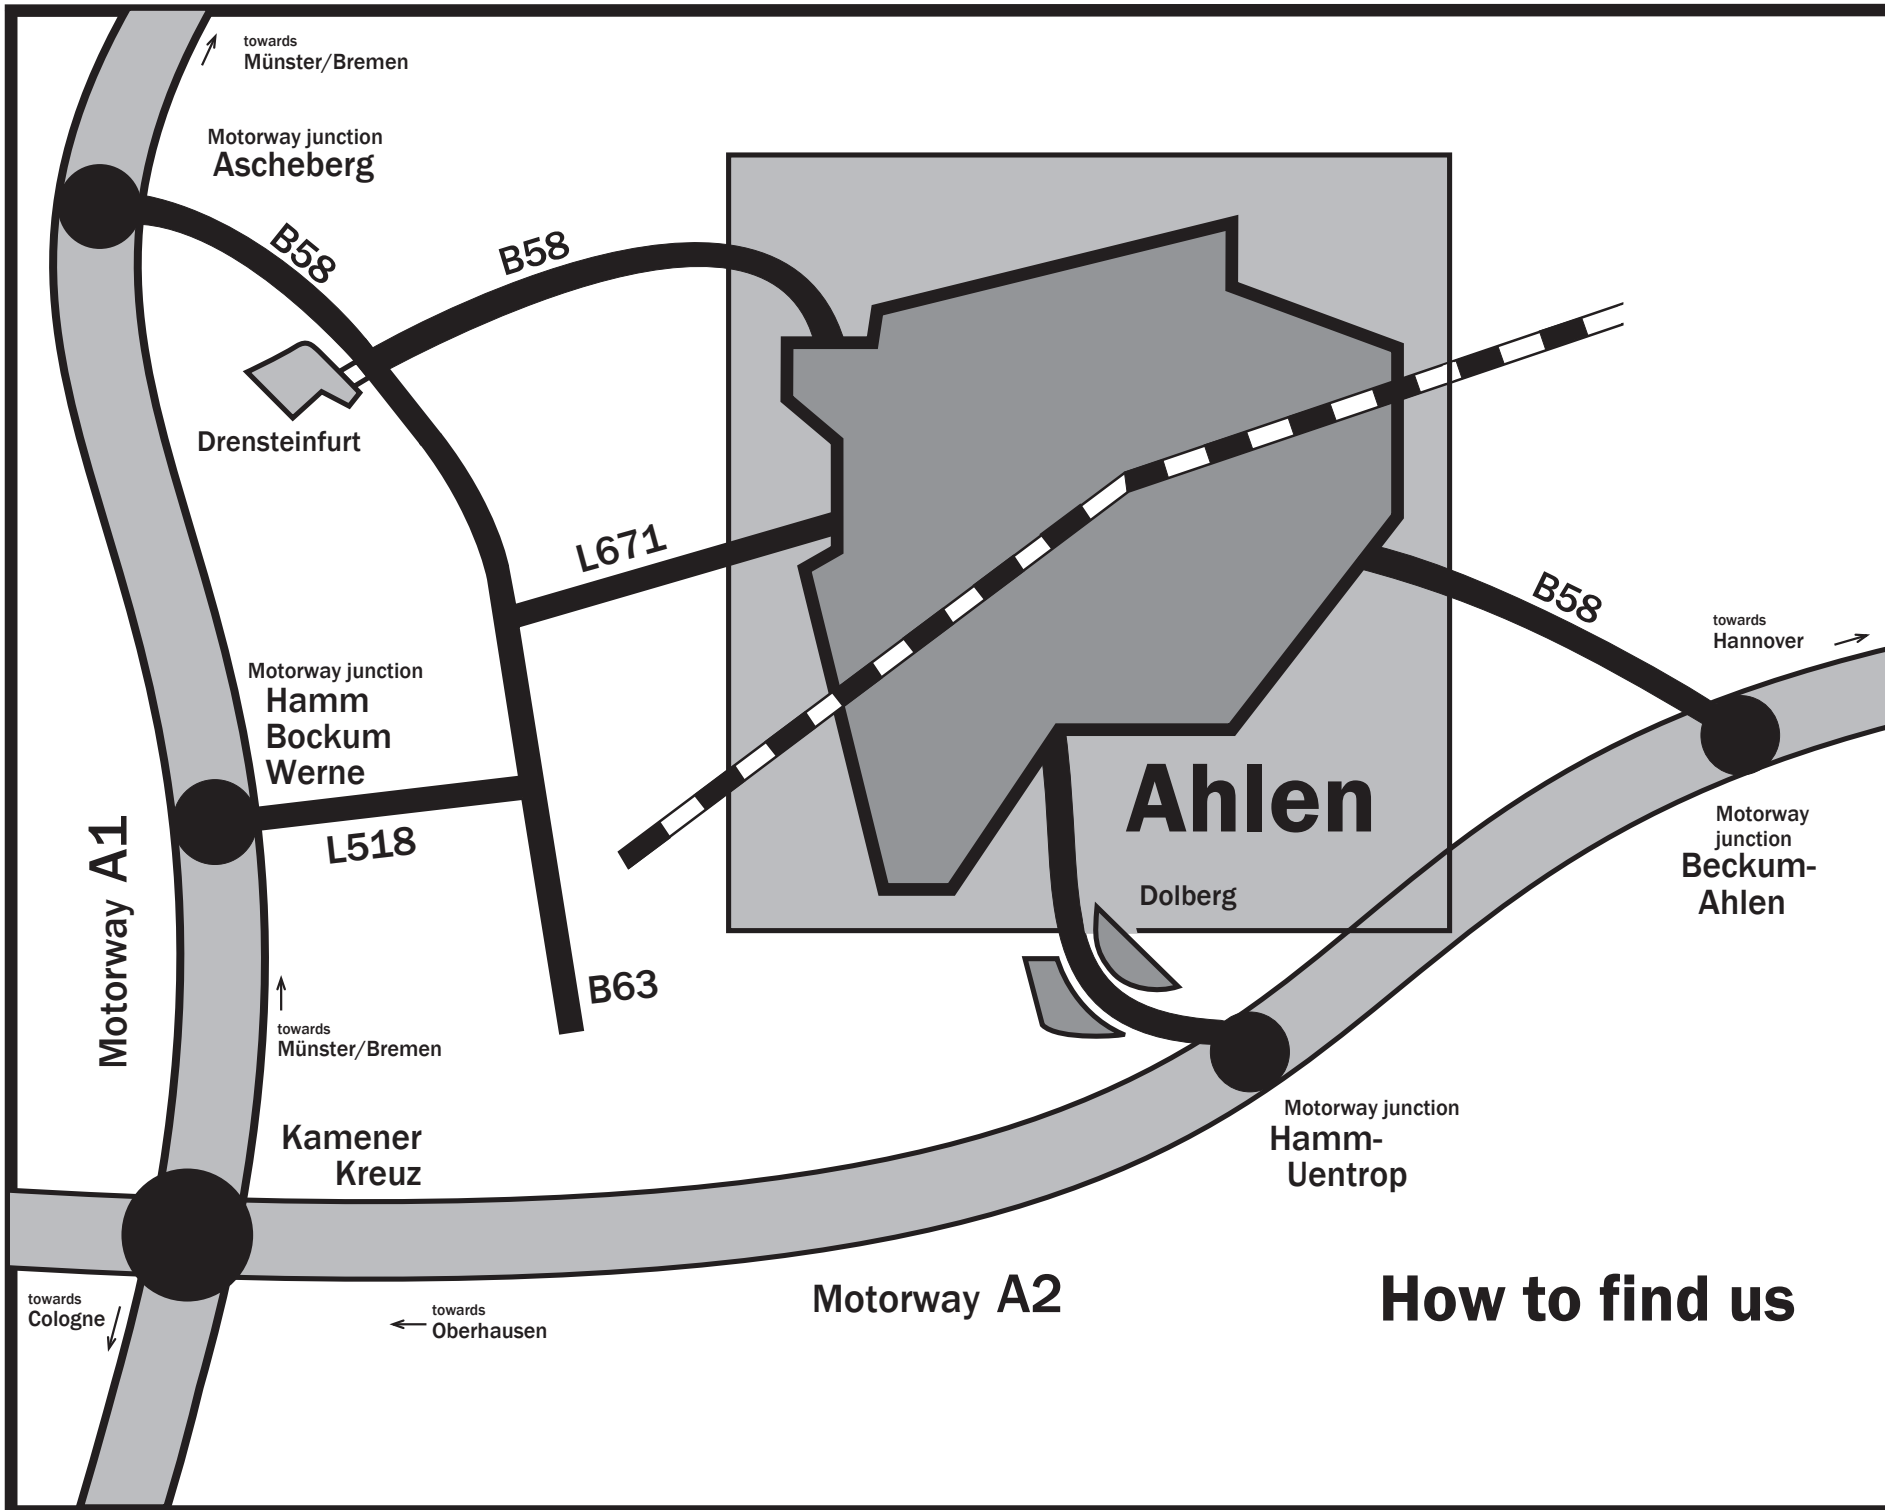 towards
Münster/Bremen
Motorway junction
Ascheberg
B58
B58
Drensteinfurt
L671
B58
towards
Hannover
Motorway junction
Hamm
Bockum
Werne
L518
Motorway A1
Ahlen
Dolberg
Motorway
junction
Beckum-
Ahlen
B63
towards
Münster/Bremen
Kamener
Kreuz
Motorway junction
Hamm-
Uentrop
towards
Cologne
towards
Oberhausen
Motorway A2
How to find us